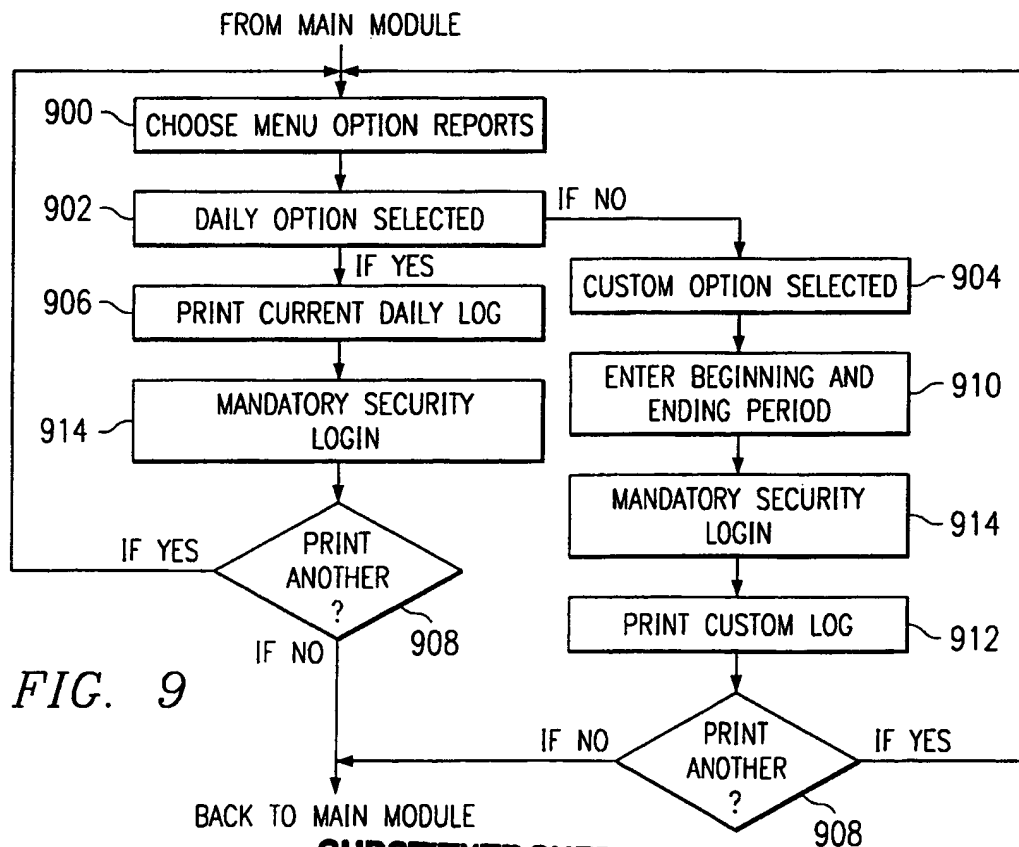 FROM MAIN MODULE
900
CHOOSE MENU OPTION REPORTS
902
DAILY OPTION SELECTED
IF NO
IF YES
906
PRINT CURRENT DAILY LOG
CUSTOM OPTION SELECTED
904
914
MANDATORY SECURITY
LOGIN
ENTER BEGINNING AND
ENDING PERIOD
910
MANDATORY SECURITY
LOGIN
914
IF YES
PRINT
ANOTHER
?
908
IF NO
PRINT CUSTOM LOG
912
FIG. 9
IF NO
PRINT
ANOTHER
?
IF YES
908
BACK TO MAIN MODULE